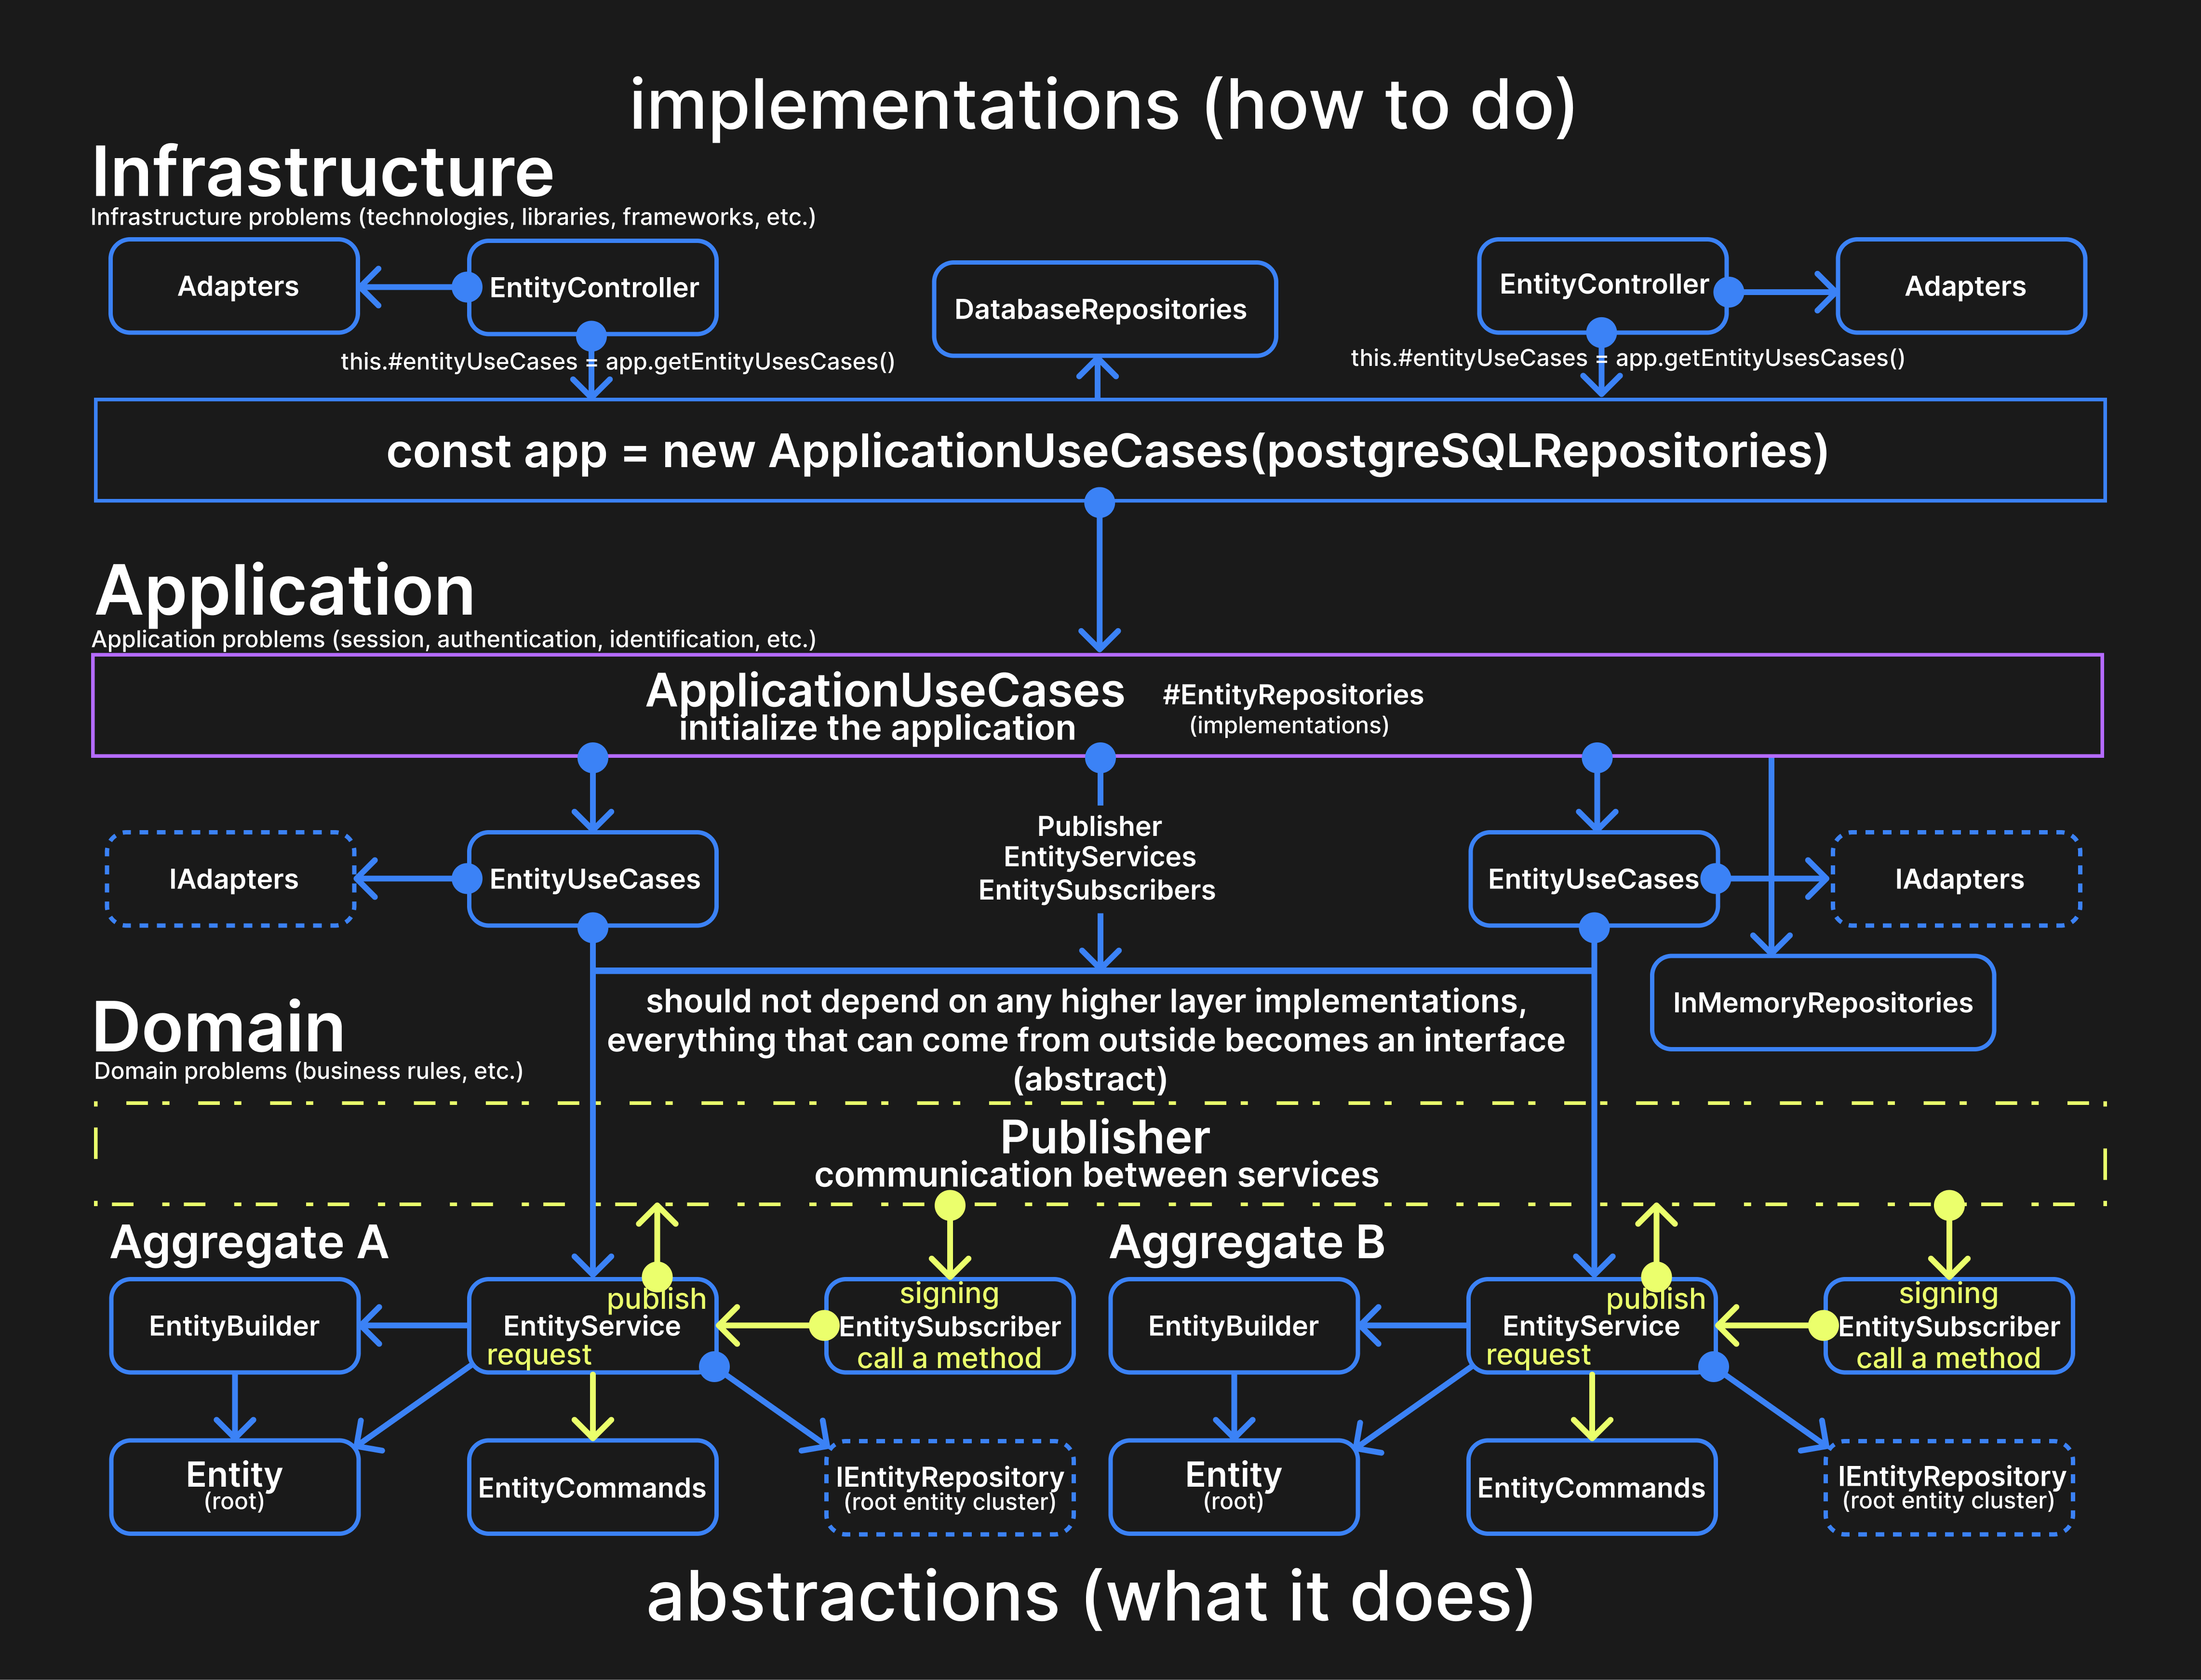 implementations (how to do)
Infrastructure
Infrastructure problems (technologies, libraries, frameworks, etc.)
Adapters
EntityController
DatabaseRepositories
EntityController
Adapters
this.#entityUseCases = app.getEntityUsesCases()
this.#entityUseCases = app.getEntityUsesCases()
const app = new ApplicationUseCases(postgreSQLRepositories)
Application
Application problems (session, authentication, identification, etc.)
ApplicationUseCases
initialize the application
#EntityRepositories
(implementations)
IAdapters
EntityUseCases
Publisher
EntityServices
EntitySubscribers
EntityUseCases
IAdapters
InMemoryRepositories
Domain
Domain problems (business rules, etc.)
should not depend on any higher layer implementations,
everything that can come from outside becomes an interface
(abstract)
Publisher
communication between services
Aggregate A
EntityBuilder
publish
EntityService
request
signing
EntitySubscriber
call a method
Entity
(root)
EntityCommands
IEntityRepository
(root entity cluster)
Aggregate B
EntityBuilder
publish
EntityService
request
signing
EntitySubscriber
call a method
Entity
(root)
EntityCommands
IEntityRepository
(root entity cluster)
abstractions (what it does)